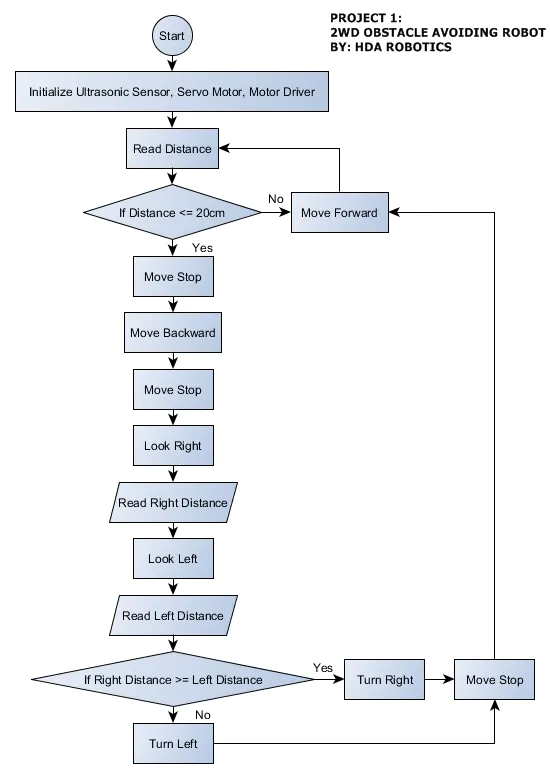 PROJECT 1:
2WD OBSTACLE AVOIDING ROBOT
BY: HDA ROBOTICS
Start
Initialize Ultrasonic Sensor, Servo Motor, Motor Driver
Read Distance
If Distance <= 20cm
No
Move Forward
Yes
Move Stop
Move Backward
Move Stop
Look Right
Read Right Distance
Look Left
Read Left Distance
If Right Distance >= Left Distance
Yes
Turn Right
Move Stop
No
Turn Left